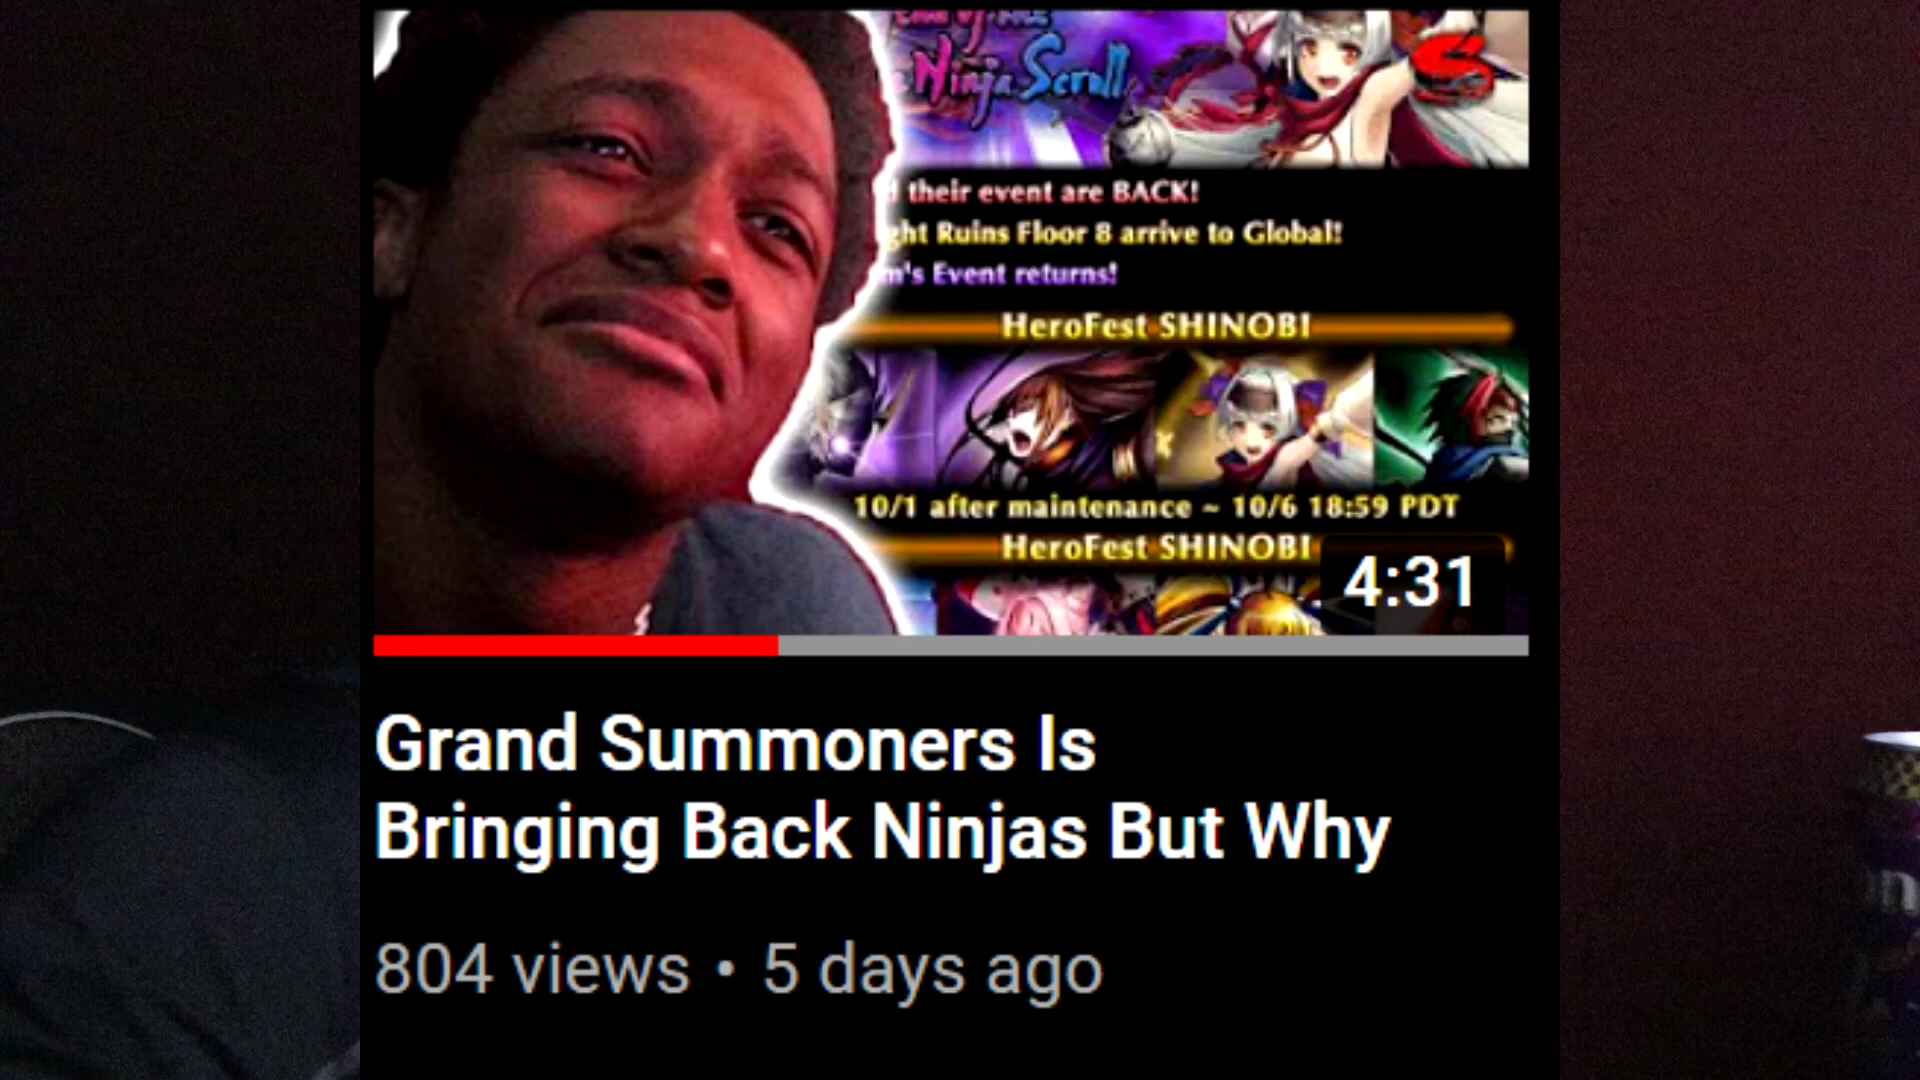 Ninja Scroll
their event are BACK!
Ruins Floor 8 arrive to Global!
Event returns!
HeroFest SHINOBI
10/1 after maintenance ~ 10/6 18:59 PDT
HeroFest SHINOBI
4:31
Grand Summoners Is
Bringing Back Ninjas But Why
804 views • 5 days ago